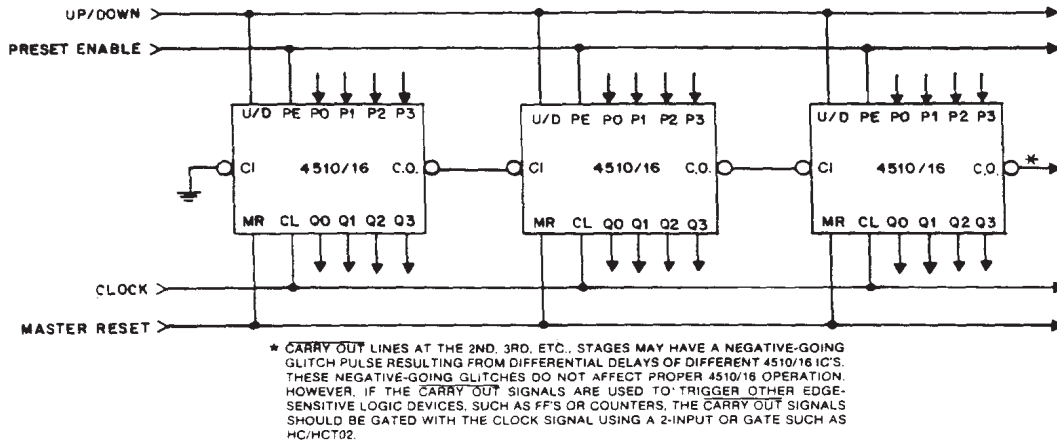 UP/DOWN
PRESET ENABLE
U/D PE P0 P1 P2 P3
U/D PE P0 P1 P2 P3
U/D PE P0 P1 P2 P3
CI 4510/16 C.O.
CI 4510/16 C.O.
CI 4510/16 C.O. *
MR CL Q0 Q1 Q2 Q3
MR CL Q0 Q1 Q2 Q3
MR CL Q0 Q1 Q2 Q3
CLOCK
MASTER RESET
* CARRY OUT LINES AT THE 2ND, 3RD, ETC., STAGES MAY HAVE A NEGATIVE-GOING
GLITCH PULSE RESULTING FROM DIFFERENTIAL DELAYS OF DIFFERENT 4510/16 IC'S.
THESE NEGATIVE-GOING GLITCHES DO NOT AFFECT PROPER 4510/16 OPERATION.
HOWEVER, IF THE CARRY OUT SIGNALS ARE USED TO TRIGGER OTHER EDGE-
SENSITIVE LOGIC DEVICES, SUCH AS FF'S OR COUNTERS, THE CARRY OUT SIGNALS
SHOULD BE GATED WITH THE CLOCK SIGNAL USING A 2-INPUT OR GATE SUCH AS
HC/HCT02.